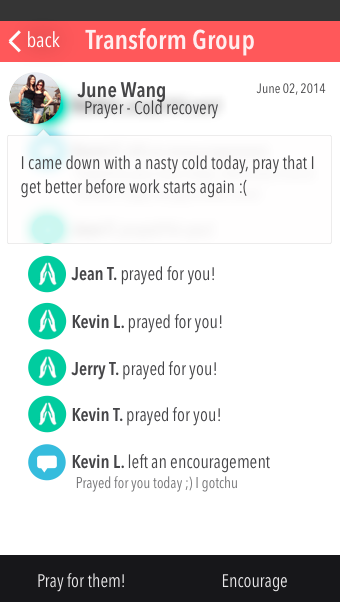 back Transform Group
June Wang June 02, 2014
Prayer - Cold recovery
I came down with a nasty cold today, pray that I
get better before work starts again :(
Jean T. prayed for you!
Kevin L. prayed for you!
Jerry T. prayed for you!
Kevin T. prayed for you!
Kevin L. left an encouragement
Prayed for you today ;) I gotchu
Pray for them! Encourage